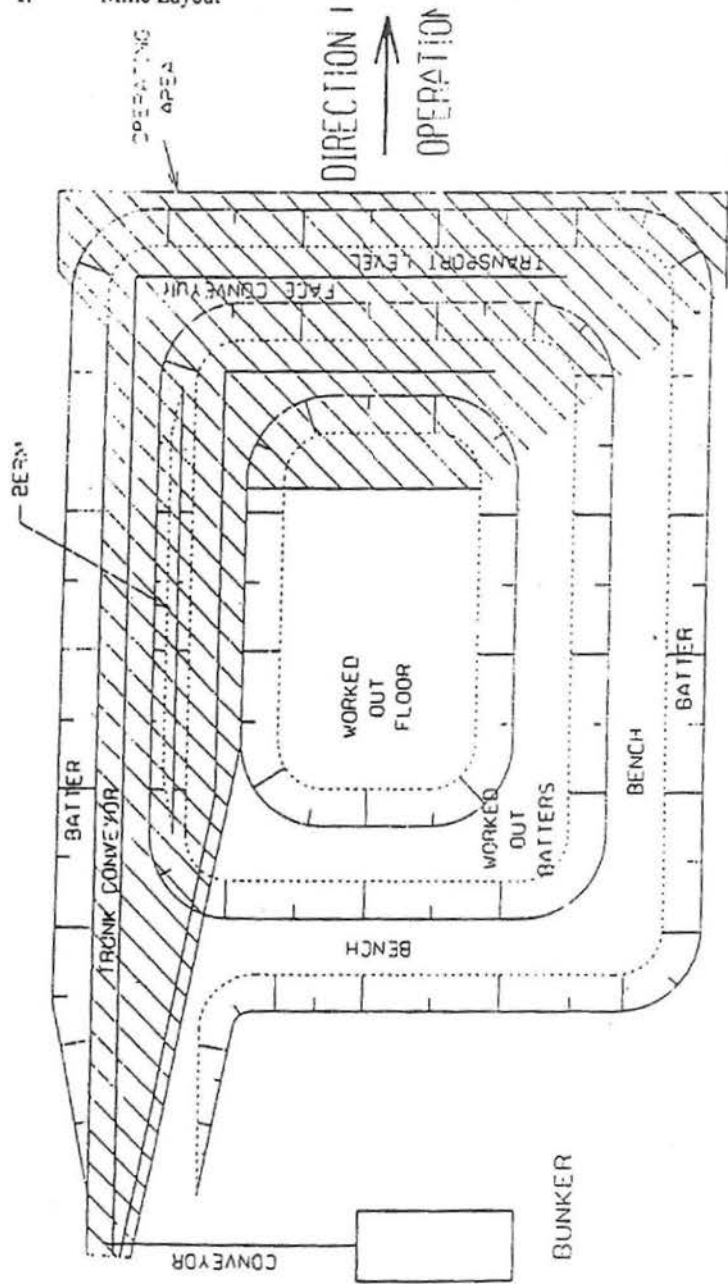 Mine Layout
OPERATING
AREA
DIRECTION
OPERATION
BERM
TRANSPORT LEVEL
FACE CONVEYOR
BATTER
TRUNK CONVEYOR
WORKED
OUT
FLOOR
WORKED
OUT
BATTERS
BENCH
BATTER
BENCH
CONVEYOR
BUNKER